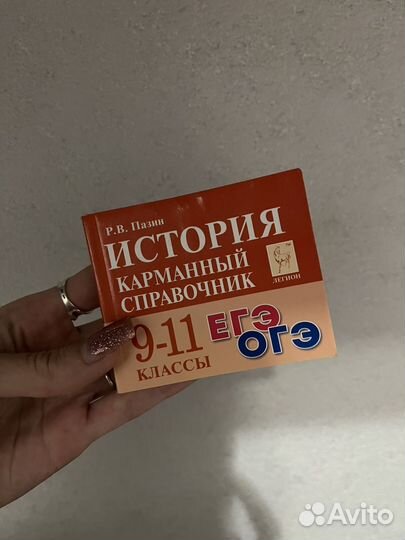 Р.В. Пазин
ИСТОРИЯ
КАРМАННЫЙ
СПРАВОЧНИК
ЛЕГИОН
9-11
КЛАССЫ
ЕГЭ
ОГЭ
Avito